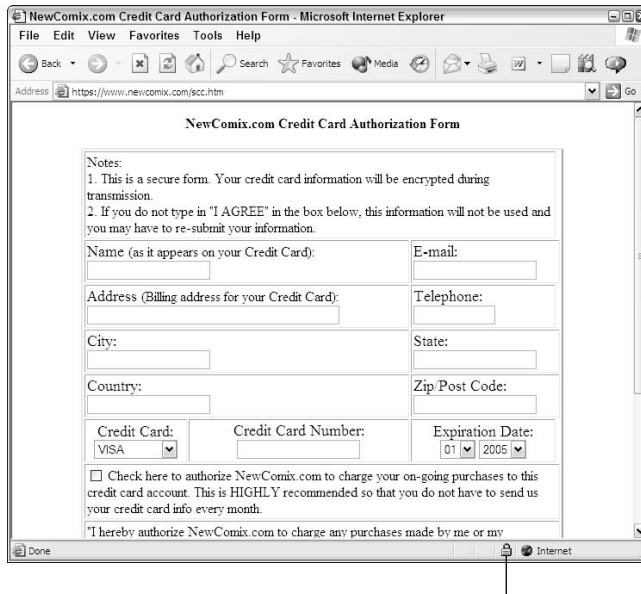 NewComix.com Credit Card Authorization Form - Microsoft Internet Explorer
File Edit View Favorites Tools Help
Back Search Favorites Media
Address https://www.newcomix.com/scc.htm Go
NewComix.com Credit Card Authorization Form
Notes:
1. This is a secure form. Your credit card information will be encrypted during
transmission.
2. If you do not type in "I AGREE" in the box below, this information will not be used and
you may have to re-submit your information.
Name (as it appears on your Credit Card): E-mail:
Address (Billing address for your Credit Card): Telephone:
City: State:
Country: Zip/Post Code:
Credit Card: Credit Card Number: Expiration Date:
VISA 01 2005
Check here to authorize NewComix.com to charge your on-going purchases to this
credit card account. This is HIGHLY recommended so that you do not have to send us
your credit card info every month.
"I hereby authorize NewComix.com to charge any purchases made by me or my
Done Internet